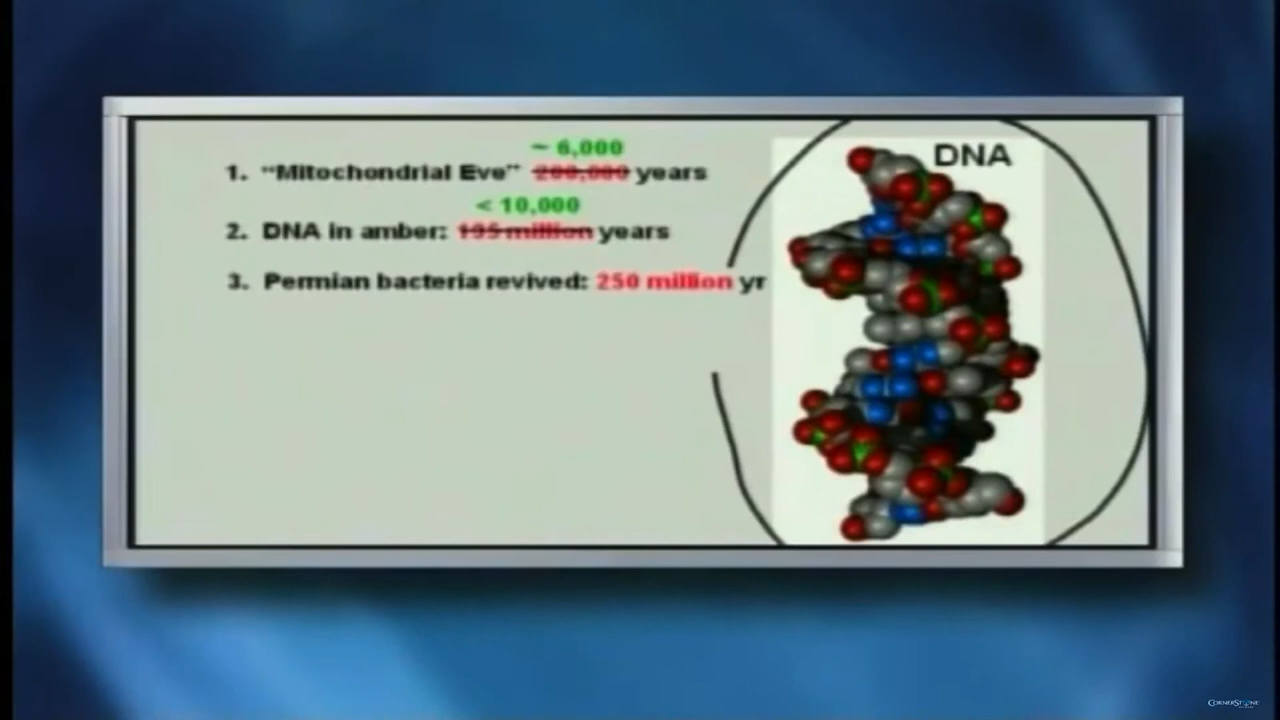 ~ 6,000
1. "Mitochondrial Eve" 200,000 years
< 10,000
2. DNA in amber: 135 million years
3. Permian bacteria revived: 250 million yr
DNA
CORNERSTONE